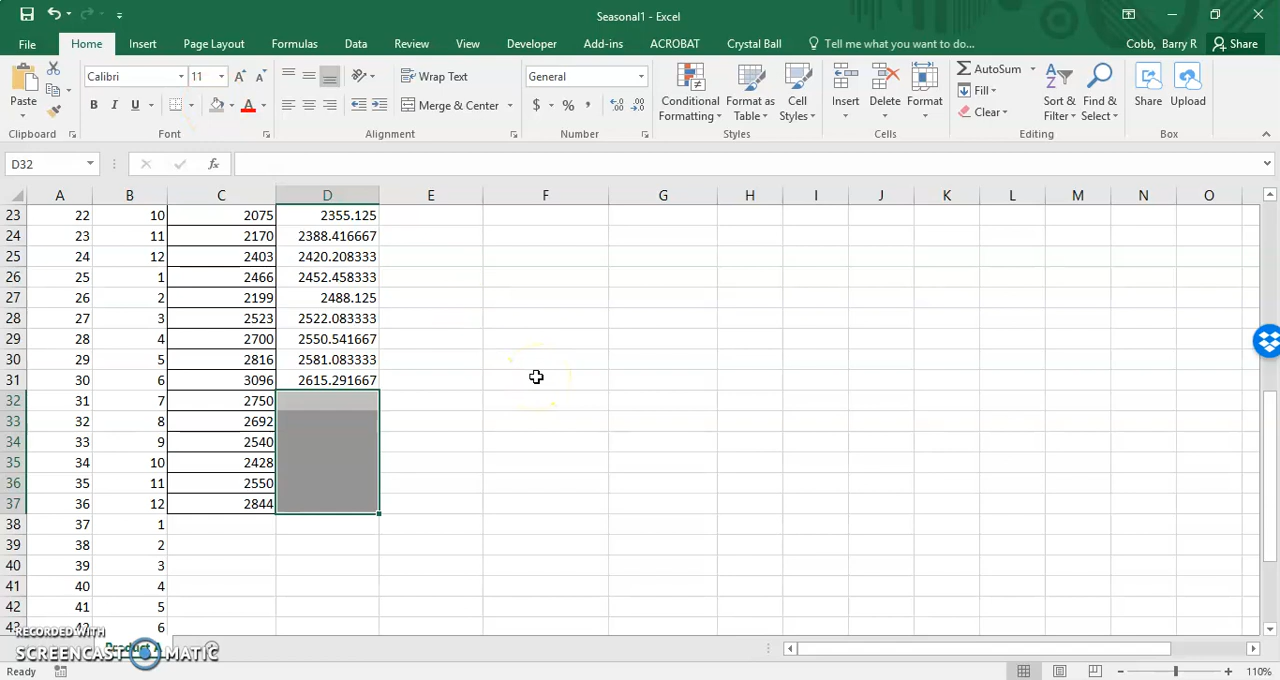 Seasonal1 - Excel
File Home Insert Page Layout Formulas Data Review View Developer Add-ins ACROBAT Crystal Ball Tell me what you want to do... Cobb, Barry R Share
Calibri 11 Wrap Text General AutoSum
Paste B I U Merge & Center $ % , Conditional Formatting Format as Table Cell Styles Insert Delete Format Fill Clear Sort & Filter Find & Select Share Upload
Clipboard Font Alignment Number Styles Cells Editing Box
D32 fx
A B C D E F G H I J K L M N O
23 22 10 2075 2355.125
24 23 11 2170 2388.416667
25 24 12 2403 2420.208333
26 25 1 2466 2452.458333
27 26 2 2199 2488.125
28 27 3 2523 2522.083333
29 28 4 2700 2550.541667
30 29 5 2816 2581.083333
31 30 6 3096 2615.291667
32 31 7 2750
33 32 8 2692
34 33 9 2540
35 34 10 2428
36 35 11 2550
37 36 12 2844
38 37 1
39 38 2
40 39 3
41 40 4
42 41 5
6
RECORDED WITH
SCREENCAST MATIC
Ready 110%